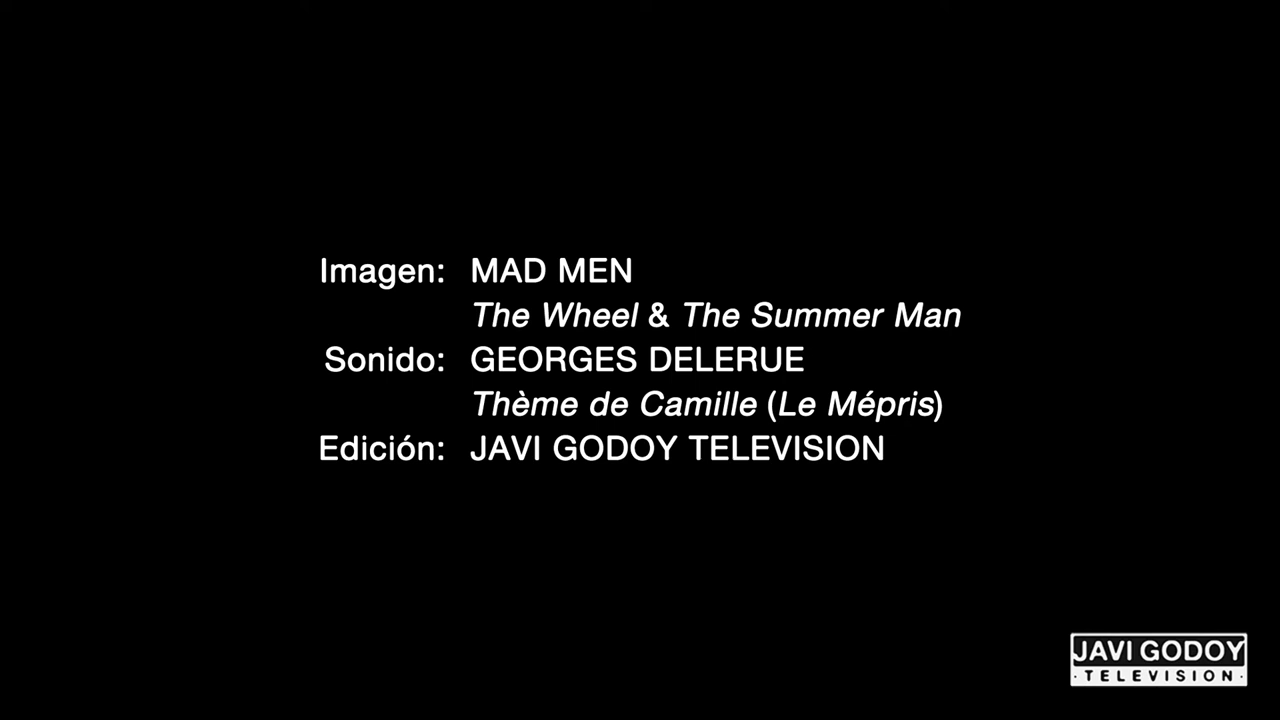 Imagen: MAD MEN
The Wheel & The Summer Man
Sonido: GEORGES DELERUE
Thème de Camille (Le Mépris)
Edición: JAVI GODOY TELEVISION
JAVI GODOY
·TELEVISION·